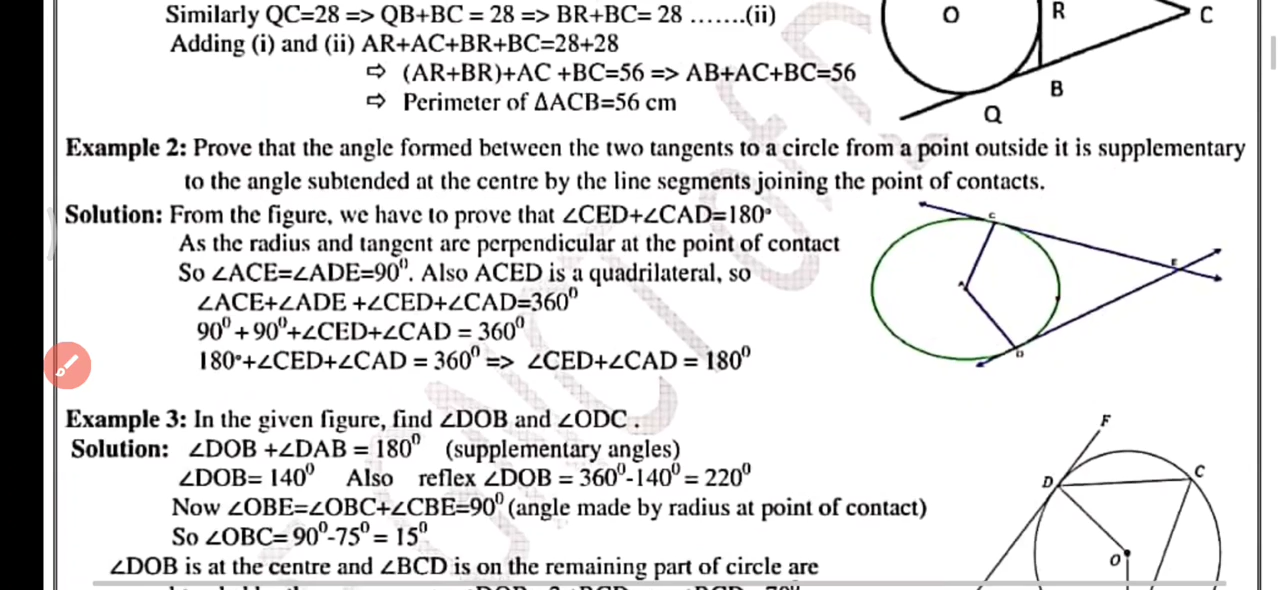 Similarly QC=28 => QB+BC = 28 => BR+BC= 28 .......(ii)
Adding (i) and (ii) AR+AC+BR+BC=28+28
⇨ (AR+BR)+AC +BC=56 => AB+AC+BC=56
⇨ Perimeter of ΔACB=56 cm
O
R
C
B
Q
Example 2: Prove that the angle formed between the two tangents to a circle from a point outside it is supplementary
to the angle subtended at the centre by the line segments joining the point of contacts.
Solution: From the figure, we have to prove that ∠CED+∠CAD=180°
As the radius and tangent are perpendicular at the point of contact
So ∠ACE=∠ADE=90⁰. Also ACED is a quadrilateral, so
∠ACE+∠ADE +∠CED+∠CAD=360⁰
90⁰ + 90⁰+∠CED+∠CAD = 360⁰
180°+∠CED+∠CAD = 360⁰ => ∠CED+∠CAD = 180⁰
C
E
A
D
Example 3: In the given figure, find ∠DOB and ∠ODC .
Solution: ∠DOB +∠DAB = 180⁰ (supplementary angles)
∠DOB= 140⁰ Also reflex ∠DOB = 360⁰-140⁰ = 220⁰
Now ∠OBE=∠OBC+∠CBE=90⁰ (angle made by radius at point of contact)
So ∠OBC= 90⁰-75⁰ = 15⁰
∠DOB is at the centre and ∠BCD is on the remaining part of circle are
F
D
C
O